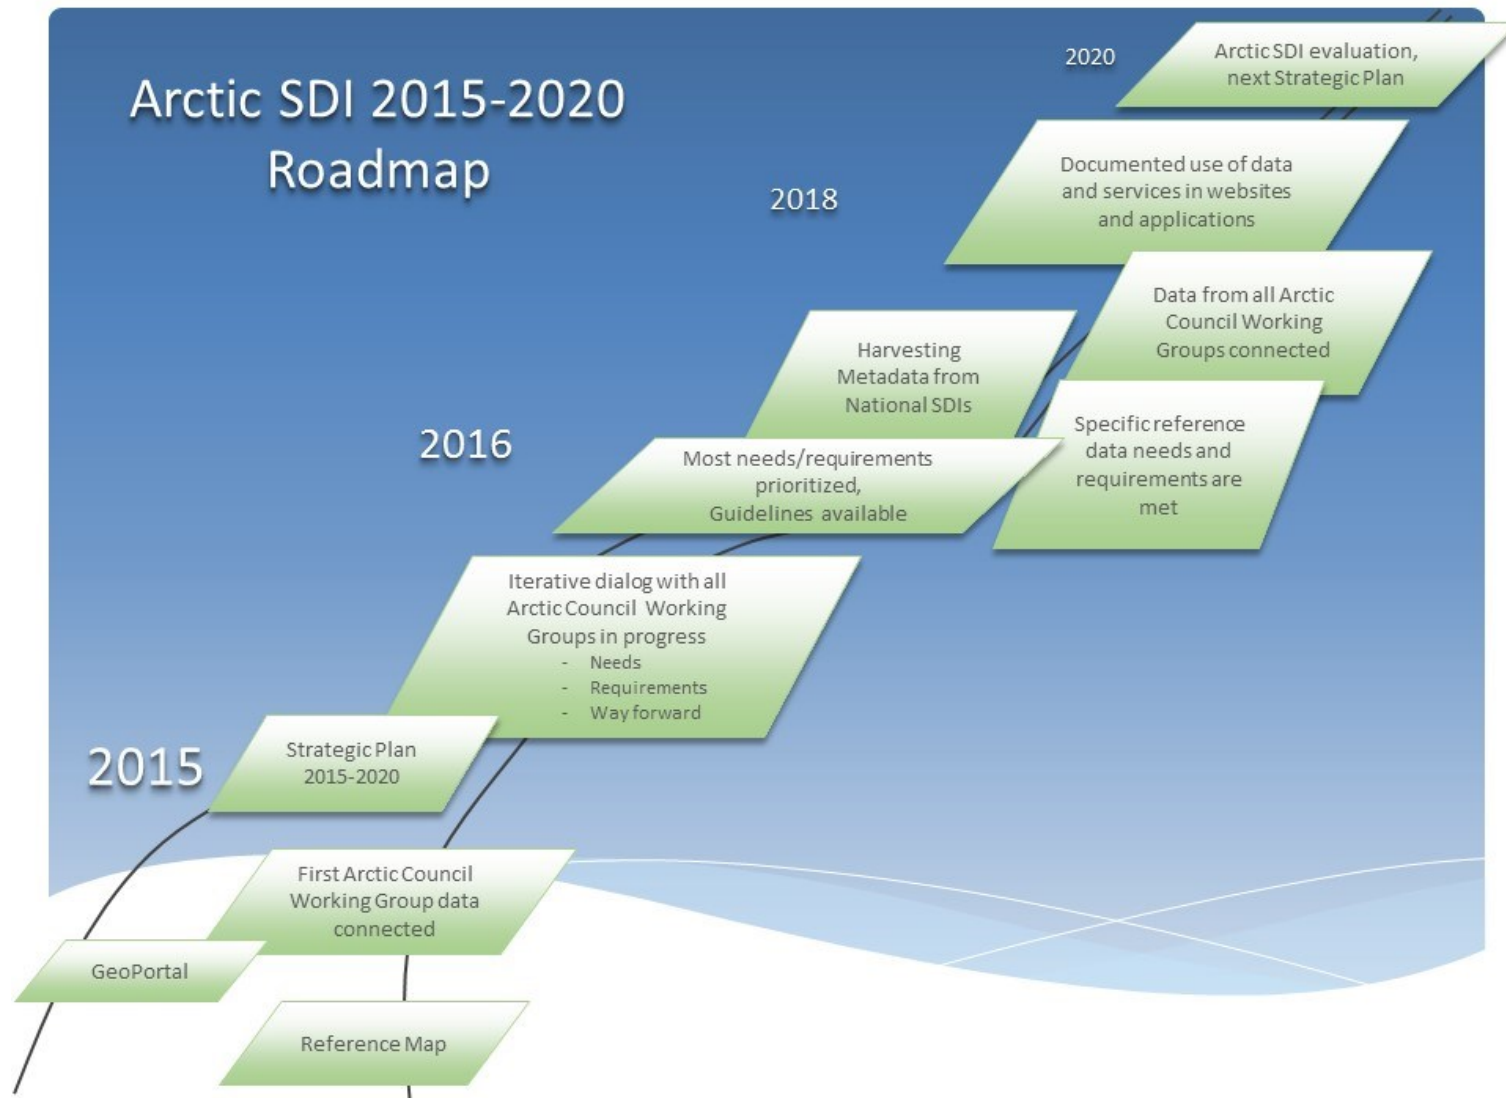 Arctic SDI 2015-2020
Roadmap
2020
Arctic SDI evaluation,
next Strategic Plan
2018
Documented use of data
and services in websites
and applications
Data from all Arctic
Council Working
Groups connected
Harvesting
Metadata from
National SDIs
Specific reference
data needs and
requirements are
met
2016
Most needs/requirements
prioritized,
Guidelines available
Iterative dialog with all
Arctic Council Working
Groups in progress
- Needs
- Requirements
- Way forward
2015
Strategic Plan
2015-2020
First Arctic Council
Working Group data
connected
GeoPortal
Reference Map